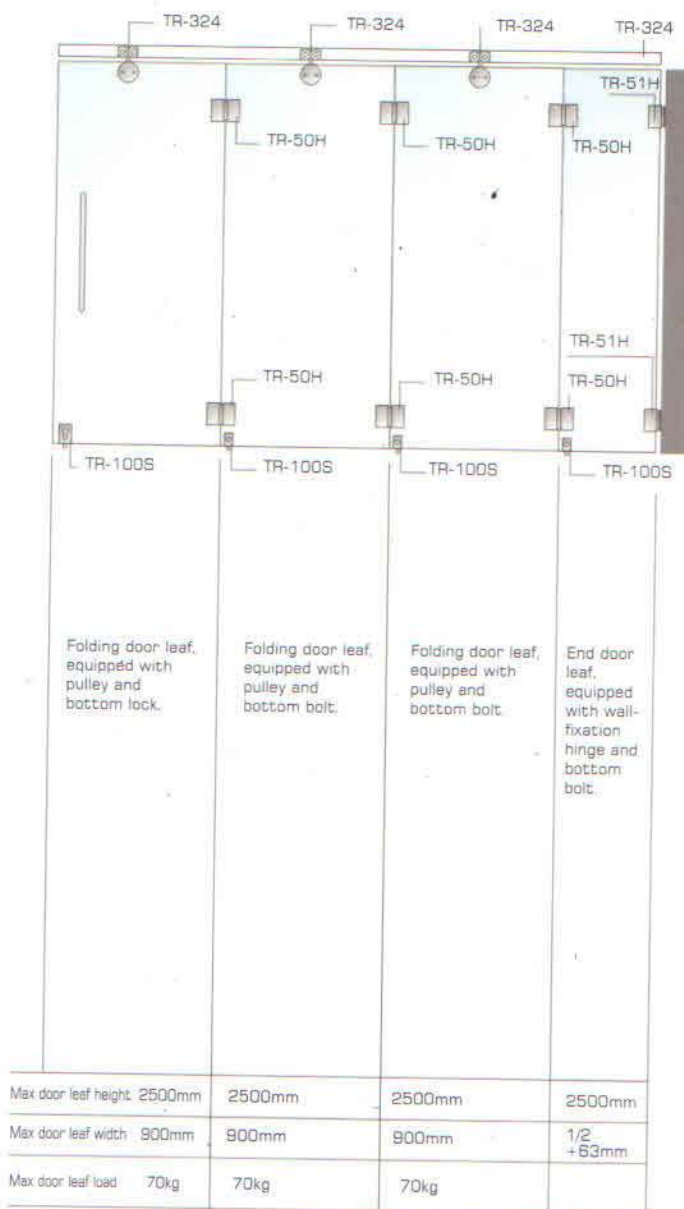 TR-324 TR-324 TR-324 TR-324
TR-51H
TR-50H TR-50H TR-50H
TR-51H
TR-50H TR-50H TR-50H
TR-100S TR-100S TR-100S TR-100S
Folding door leaf,
equipped with
pulley and
bottom lock.
Folding door leaf,
equipped with
pulley and
bottom bolt.
Folding door leaf,
equipped with
pulley and
bottom bolt
End door
leaf,
equipped
with wall-
fixation
hinge and
bottom
bolt
Max door leaf height 2500mm 2500mm 2500mm 2500mm
Max door leaf width 900mm 900mm 900mm 1/2
+63mm
Max door leaf load 70kg 70kg 70kg